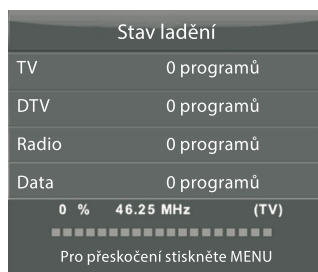 Stav ladění
TV 0 programů
DTV 0 programů
Radio 0 programů
Data 0 programů
0 % 46.25 MHz (TV)
Pro přeskočení stiskněte MENU